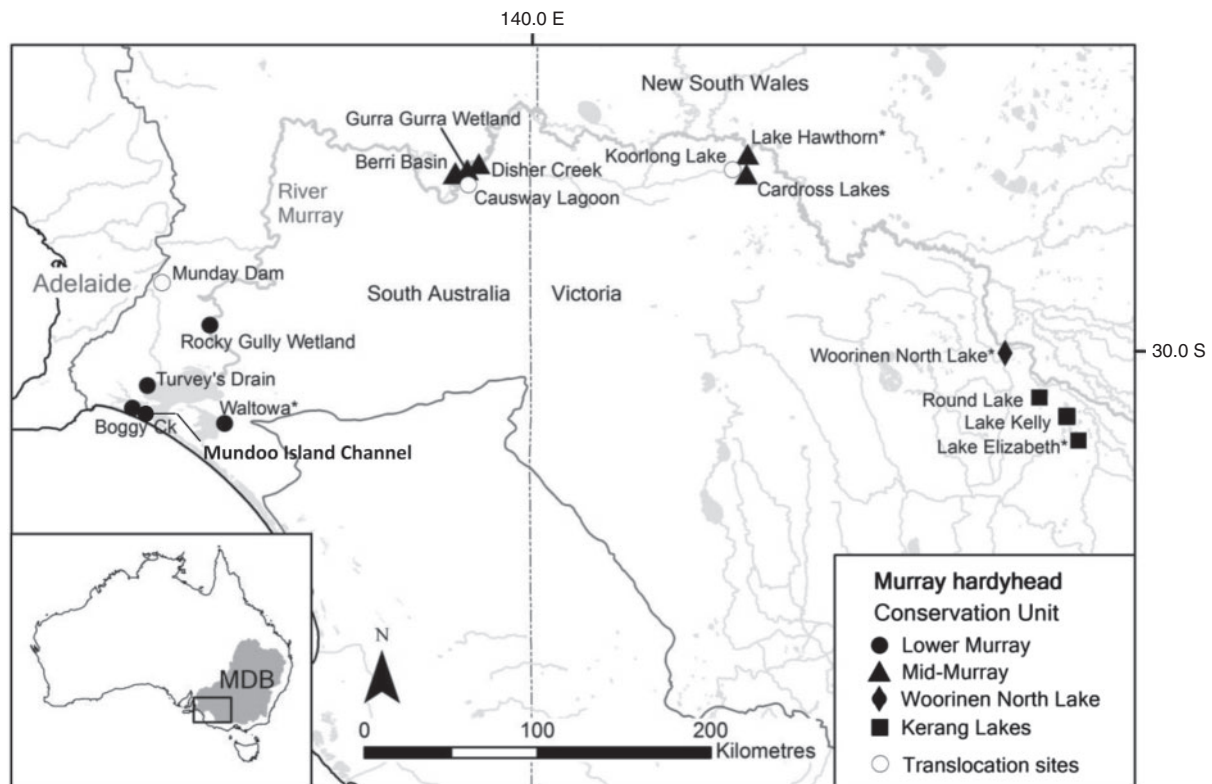 140.0 E
New South Wales
Gurra Gurra Wetland
Lake Hawthorn*
Berri Basin
Koorlong Lake
Disher Creek
Cardross Lakes
Causway Lagoon
River
Murray
Munday Dam
Adelaide
South Australia
Victoria
Rocky Gully Wetland
30.0 S
Woorinen North Lake*
Turvey's Drain
Round Lake
Waltowa*
Lake Kelly
Boggy Ck
Lake Elizabeth*
Mundoo Island Channel
Murray hardyhead
Conservation Unit
Lower Murray
Mid-Murray
Woorinen North Lake
Kerang Lakes
Translocation sites
MDB
N
0
100
200
Kilometres